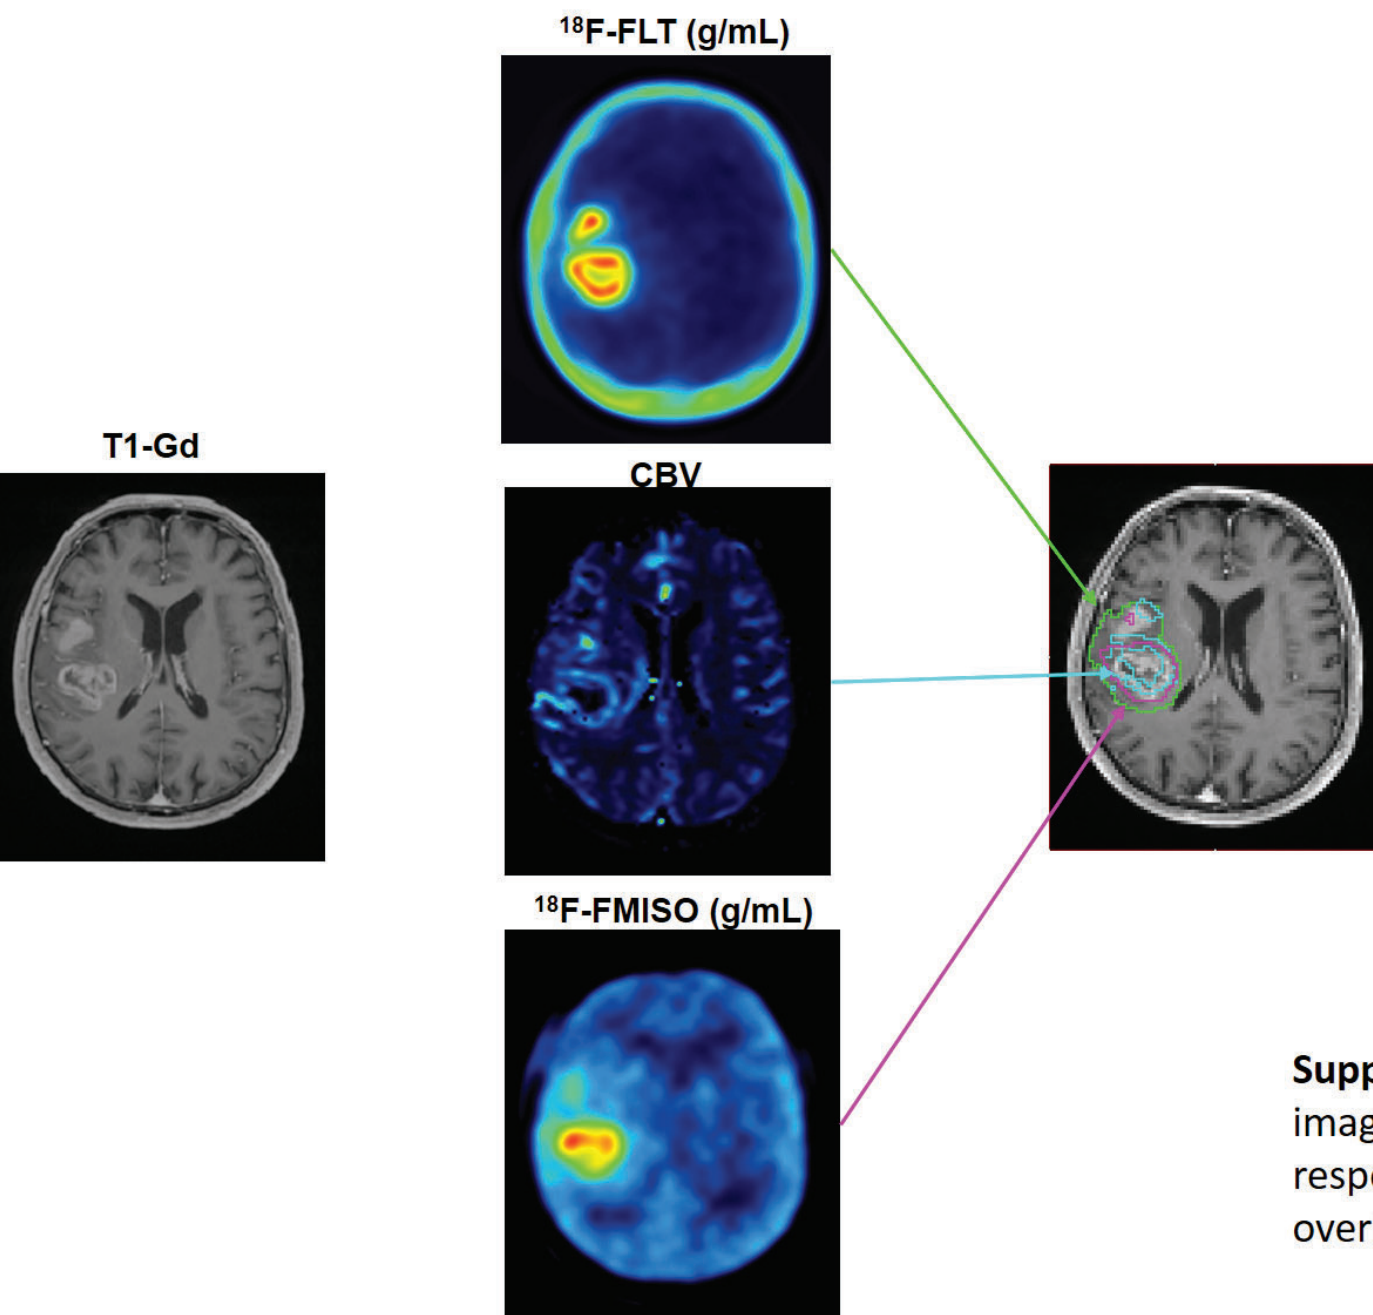 ¹⁸F-FLT (g/mL)
T1-Gd
CBV
¹⁸F-FMISO (g/mL)
Supp
imag
resp
over